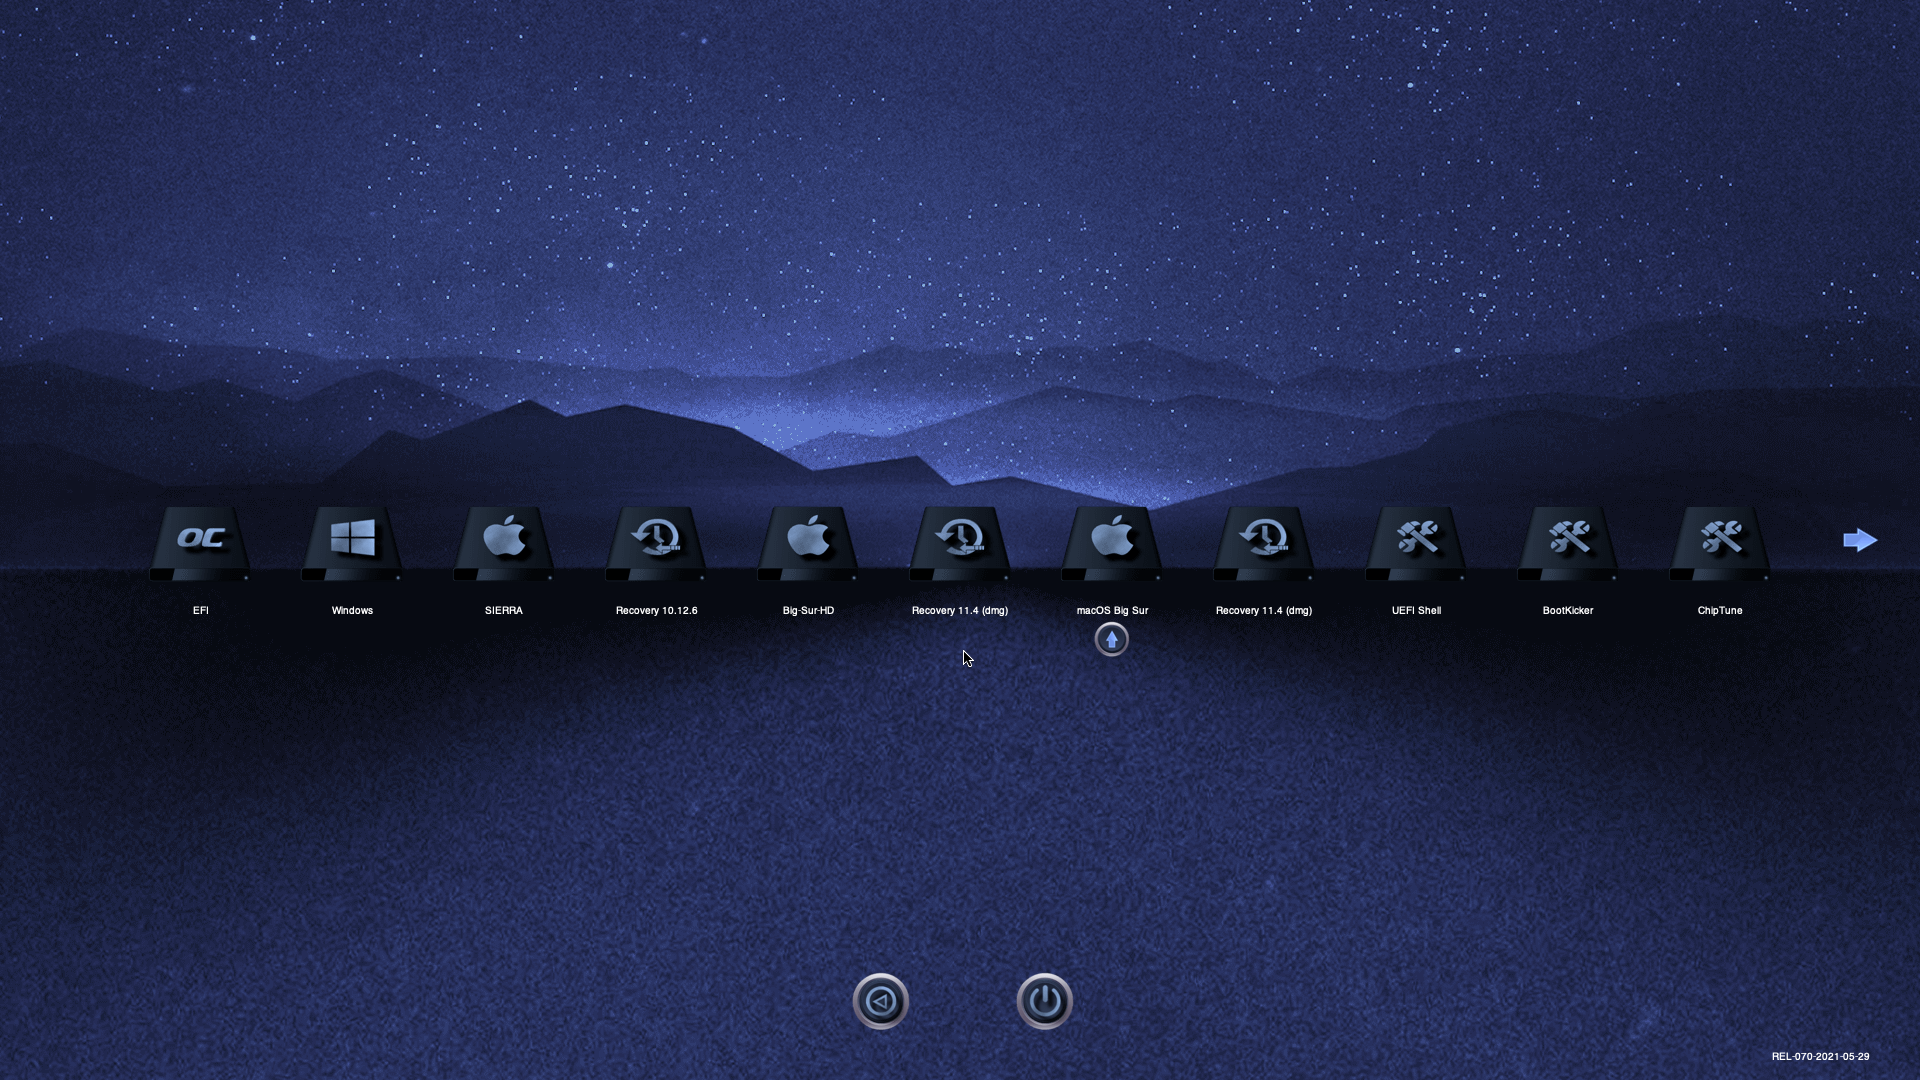 OC
EFI
Windows
SIERRA
Recovery 10.12.6
Big-Sur-HD
Recovery 11.4 (dmg)
macOS Big Sur
Recovery 11.4 (dmg)
UEFI Shell
BootKicker
ChipTune
REL-070-2021-05-29